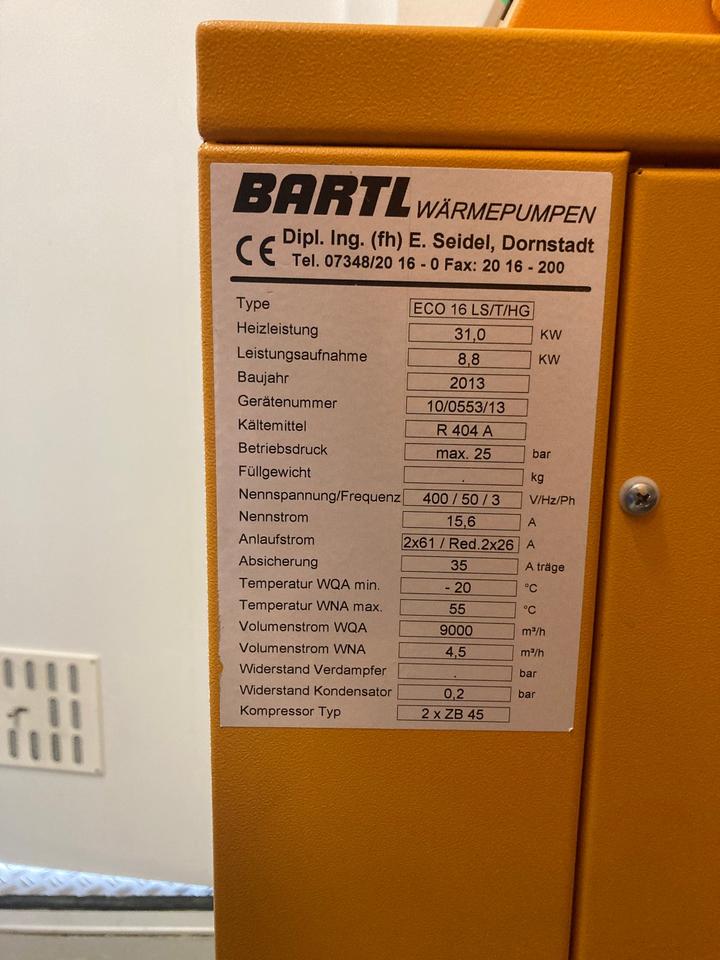 BARTL WÄRMEPUMPEN
CE Dipl. Ing. (fh) E. Seidel, Dornstadt
Tel. 07348/20 16 - 0 Fax: 20 16 - 200
Type ECO 16 LS/T/HG
Heizleistung 31,0 KW
Leistungsaufnahme 8,8 KW
Baujahr 2013
Gerätenummer 10/0553/13
Kältemittel R 404 A
Betriebsdruck max. 25 bar
Füllgewicht . kg
Nennspannung/Frequenz 400 / 50 / 3 V/Hz/Ph
Nennstrom 15,6 A
Anlaufstrom 2x61 / Red.2x26 A
Absicherung 35 A träge
Temperatur WQA min. - 20 °C
Temperatur WNA max. 55 °C
Volumenstrom WQA 9000 m³/h
Volumenstrom WNA 4,5 m³/h
Widerstand Verdampfer . bar
Widerstand Kondensator 0,2 bar
Kompressor Typ 2 x ZB 45